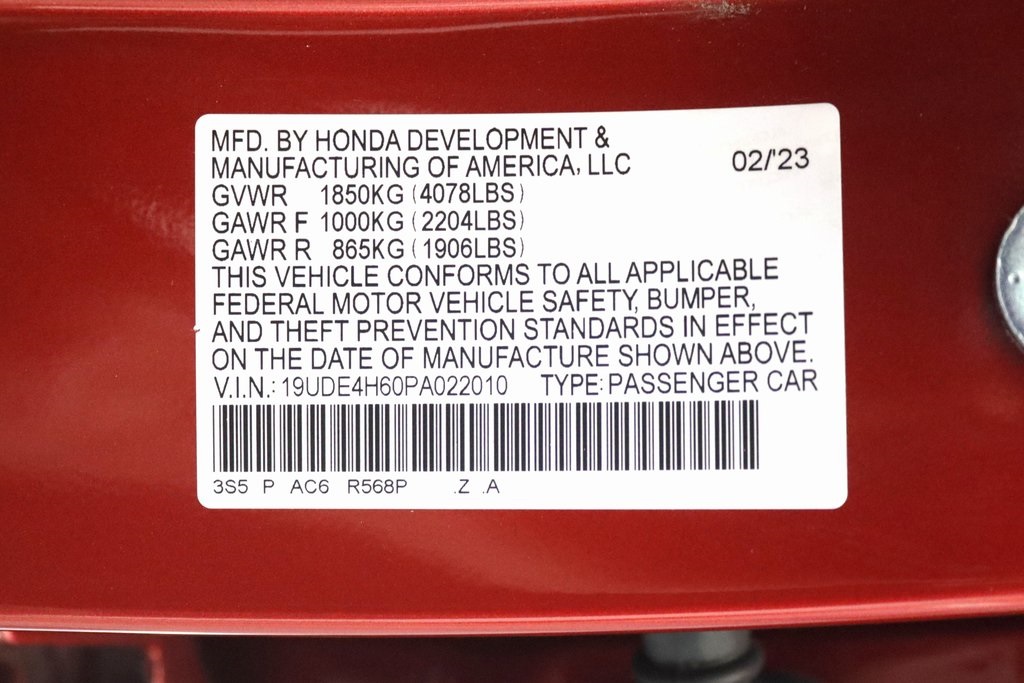 MFD. BY HONDA DEVELOPMENT &
MANUFACTURING OF AMERICA, LLC 02/'23
GVWR 1850KG (4078LBS)
GAWR F 1000KG (2204LBS)
GAWR R 865KG (1906LBS)
THIS VEHICLE CONFORMS TO ALL APPLICABLE
FEDERAL MOTOR VEHICLE SAFETY, BUMPER,
AND THEFT PREVENTION STANDARDS IN EFFECT
ON THE DATE OF MANUFACTURE SHOWN ABOVE.
V.I.N.: 19UDE4H60PA022010 TYPE: PASSENGER CAR
3S5 P AC6 R568P .Z .A